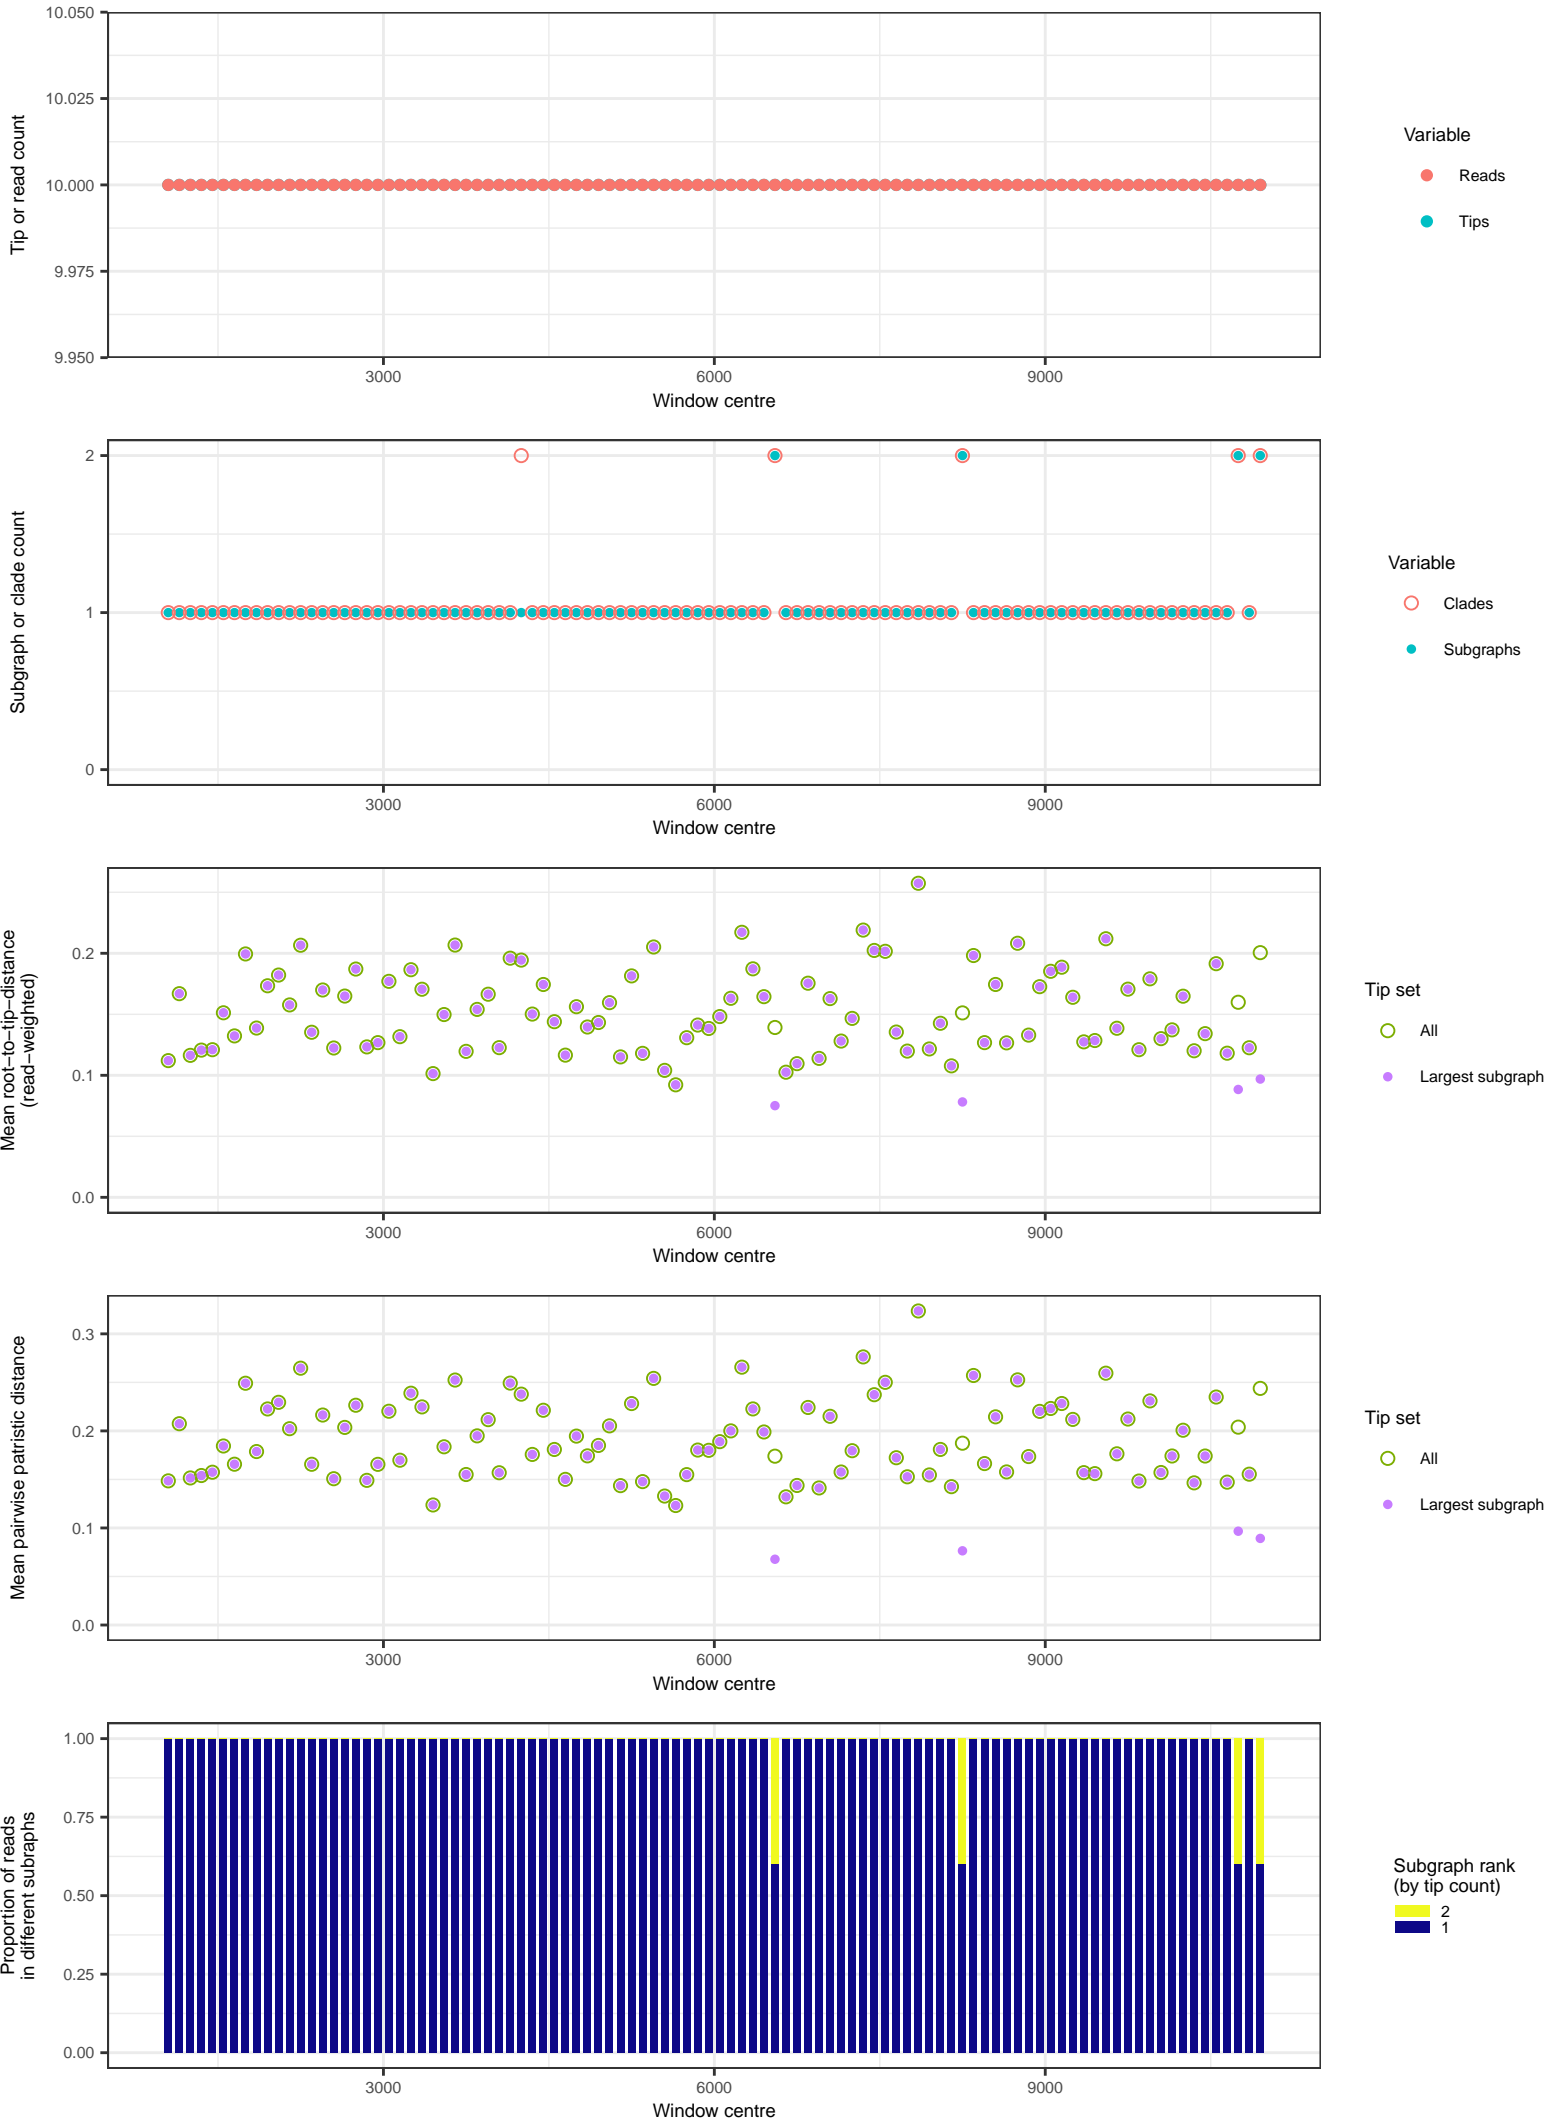 10.050
10.025
10.000
9.975
9.950
Tip or read count
3000
6000
9000
Window centre
Variable
Reads
Tips
2
1
0
Subgraph or clade count
3000
6000
9000
Window centre
Variable
Clades
Subgraphs
0.2
0.1
0.0
Mean root−to−tip−distance
(read−weighted)
3000
6000
9000
Window centre
Tip set
All
Largest subgraph
0.3
0.2
0.1
0.0
Mean pairwise patristic distance
3000
6000
9000
Window centre
Tip set
All
Largest subgraph
1.00
0.75
0.50
0.25
0.00
Proportion of reads
in different subraphs
3000
6000
9000
Window centre
Subgraph rank
(by tip count)
2
1